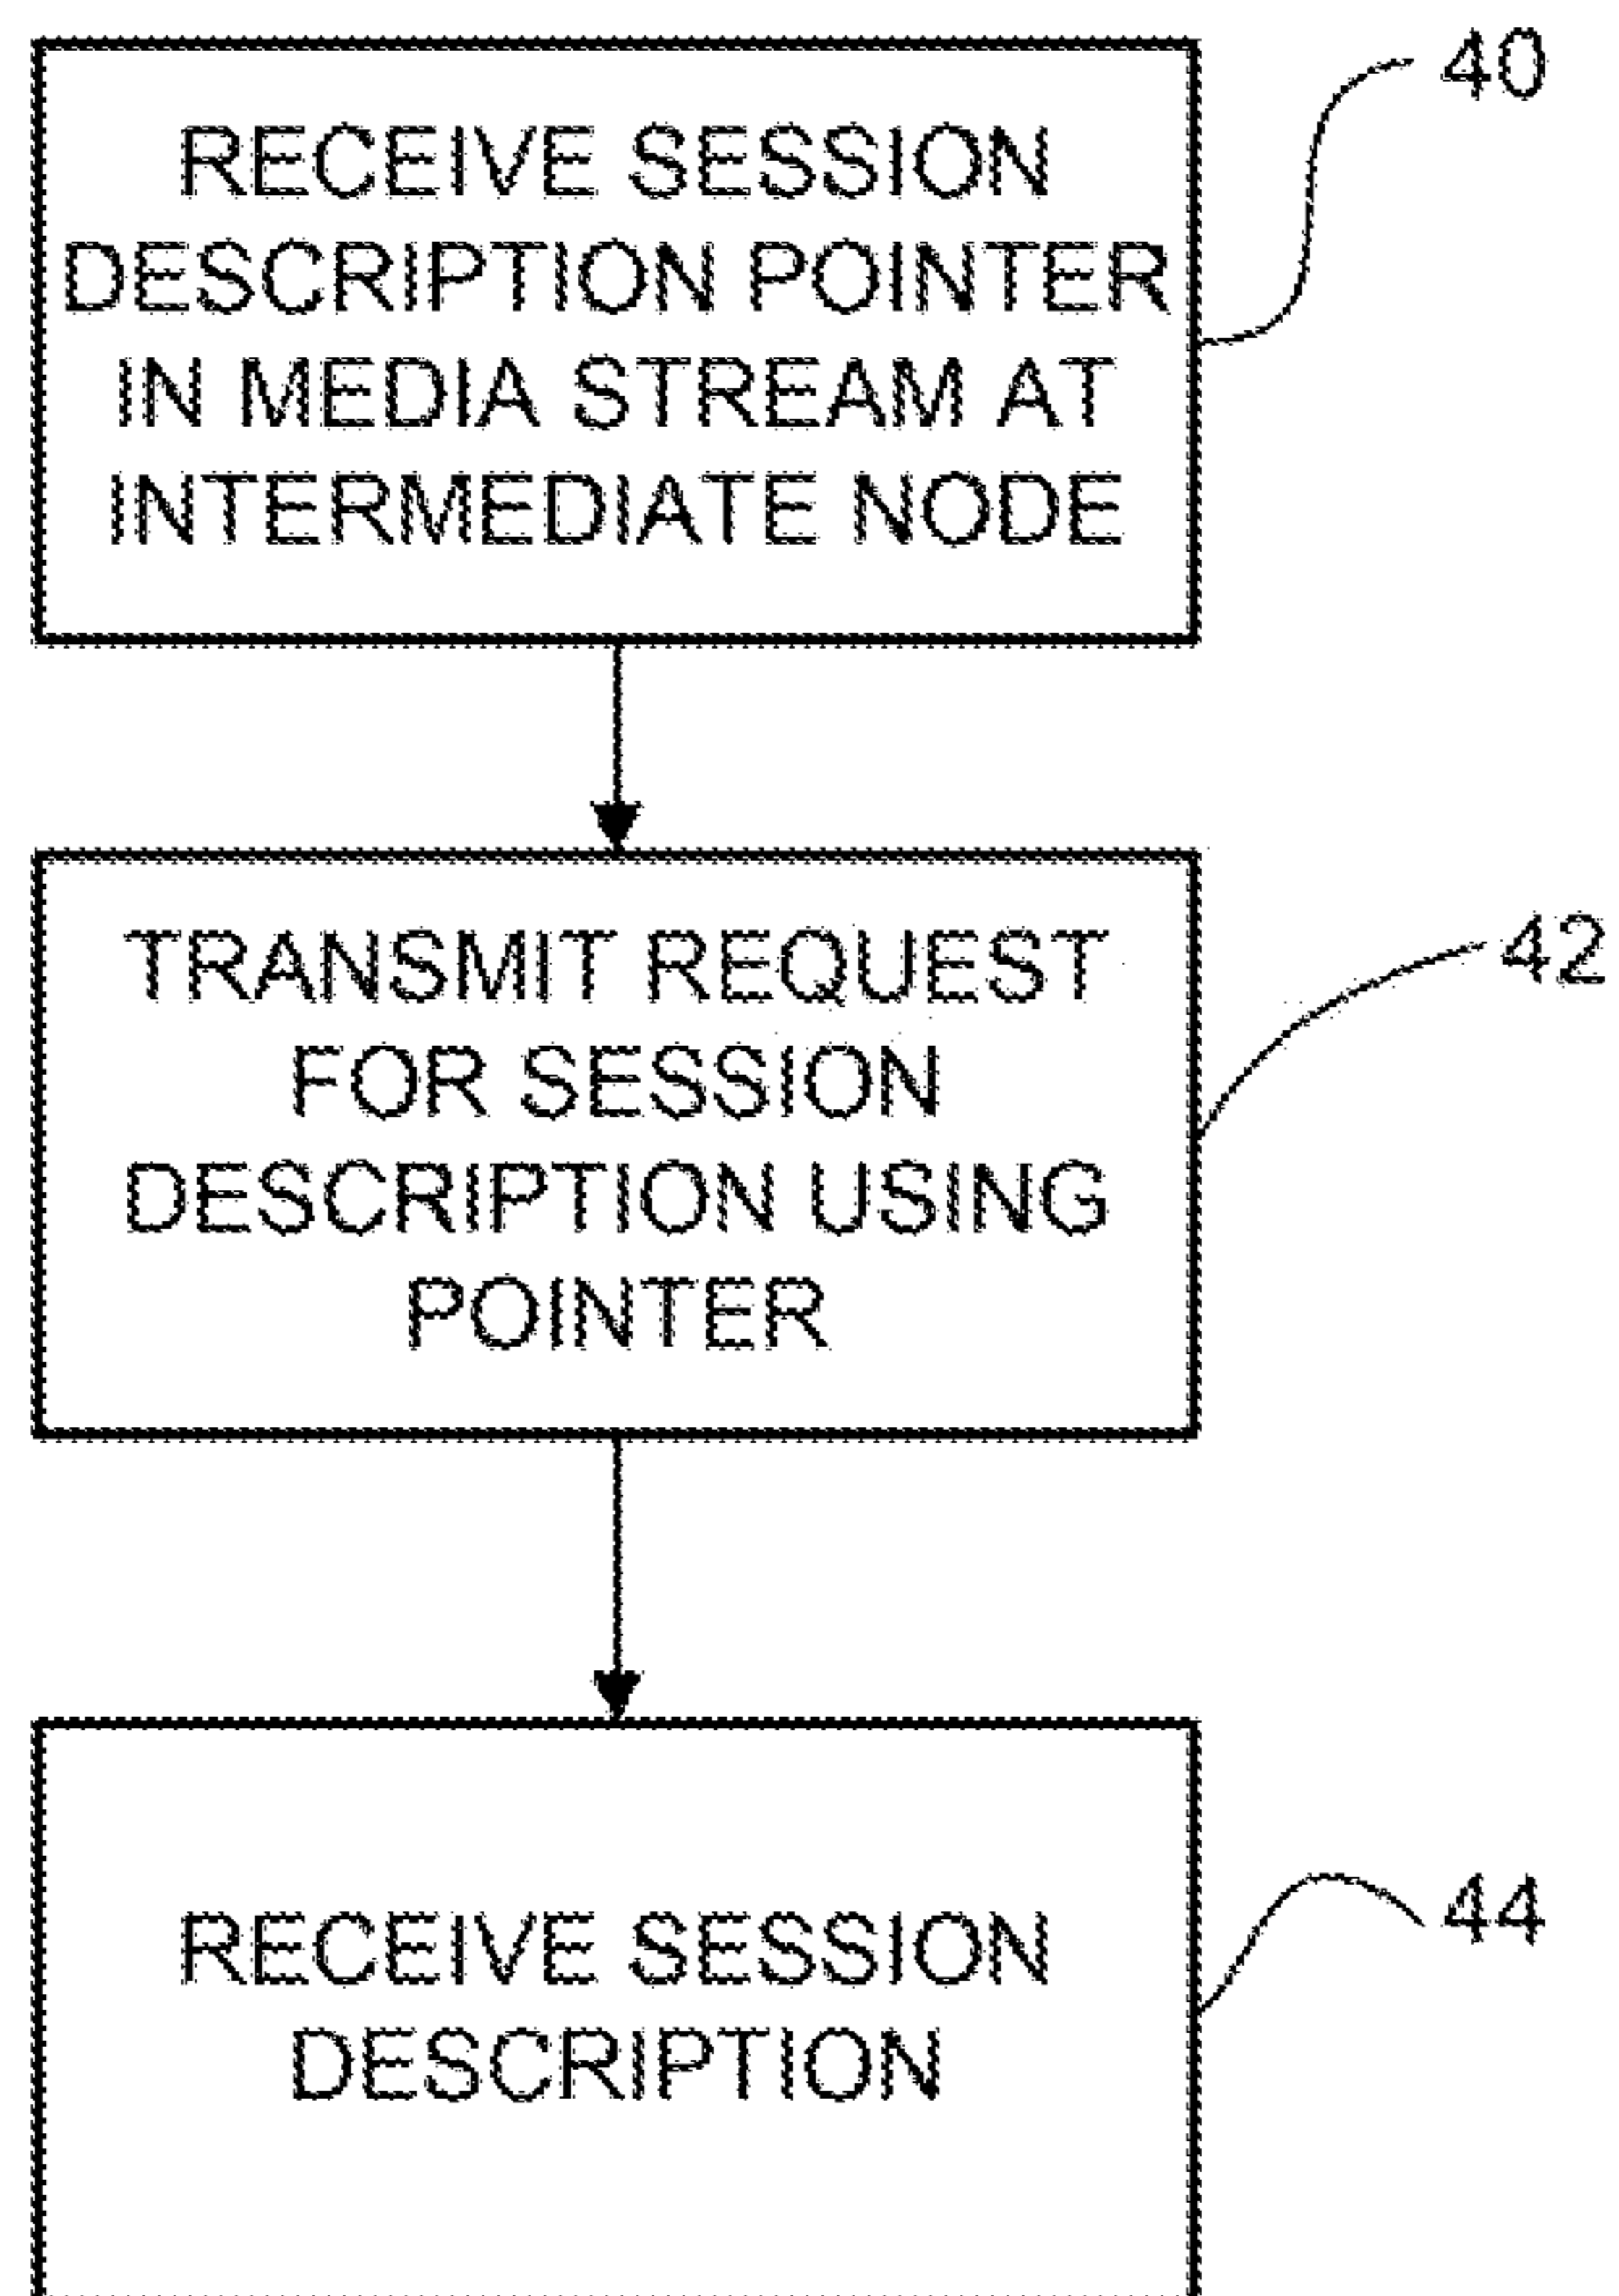 RECEIVE SESSION
DESCRIPTION POINTER
IN MEDIA STREAM AT
INTERMEDIATE NODE
40
TRANSMIT REQUEST
FOR SESSION
DESCRIPTION USING
POINTER
42
RECEIVE SESSION
DESCRIPTION
44